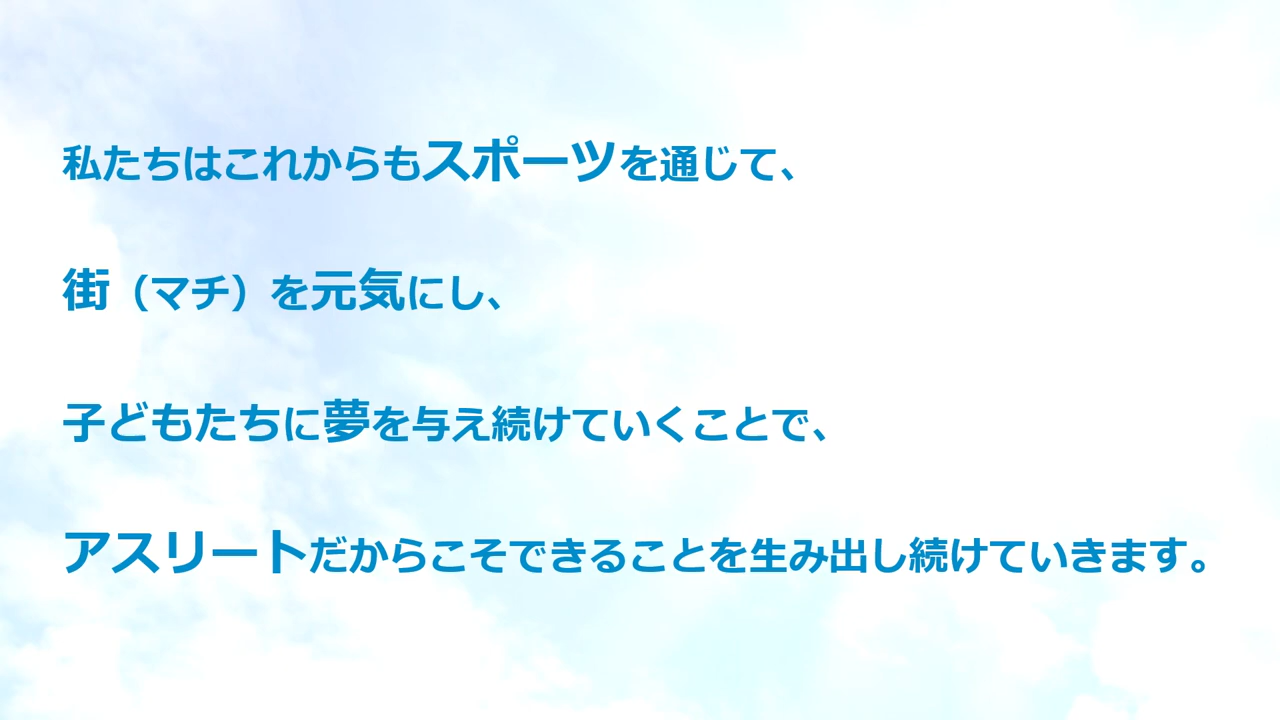 私たちはこれからもスポーツを通じて、
街（マチ）を元気にし、
子どもたちに夢を与え続けていくことで、
アスリートだからこそできることを生み出し続けていきます。